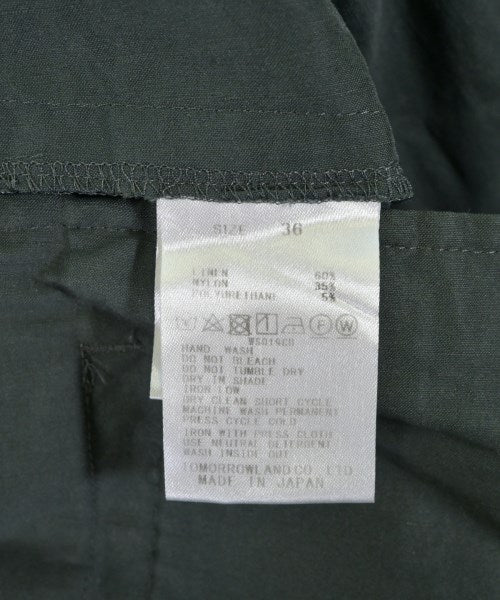 SIZE 36
LINEN 60%
NYLON 35%
POLYURETHANE 5%
F W
HAND WASH
DO NOT BLEACH
DO NOT TUMBLE DRY
DRY IN SHADE
IRON LOW
DRY CLEAN SHORT CYCLE
MACHINE WASH PERMANENT
PRESS CYCLE COLD
IRON WITH PRESS CLOTH
USE NEUTRAL DETERGENT
WASH INSIDE OUT
TOMORROWLAND CO. LTD
MADE IN JAPAN